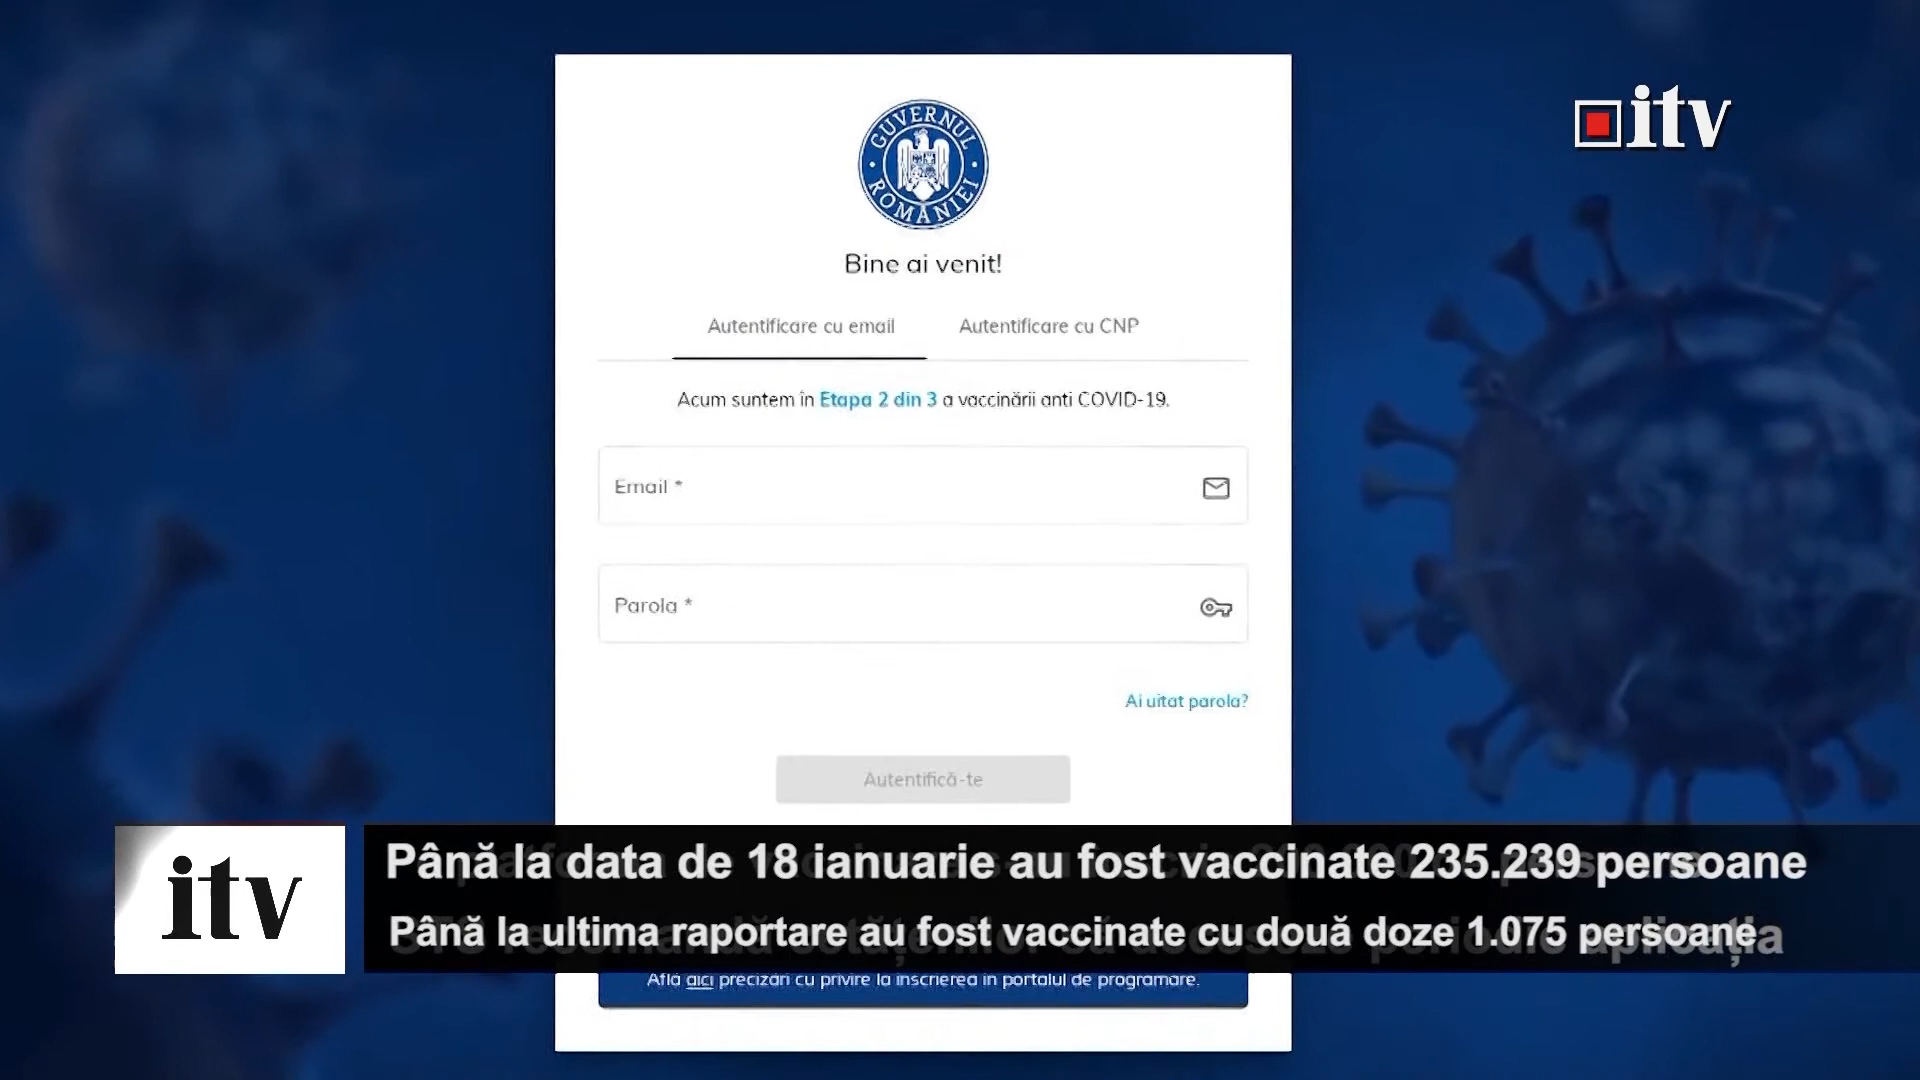 GUVERNUL ROMÂNIEI
itv
Bine ai venit!
Autentificare cu email Autentificare cu CNP
Acum suntem în Etapa 2 din 3 a vaccinării anti COVID-19.
Email *
Parola *
Ai uitat parola?
Autentifică-te
itv
Până la data de 18 ianuarie au fost vaccinate 235.239 persoane
Până la ultima raportare au fost vaccinate cu două doze 1.075 persoane
Află aici precizări cu privire la înscrierea în portalul de programare.